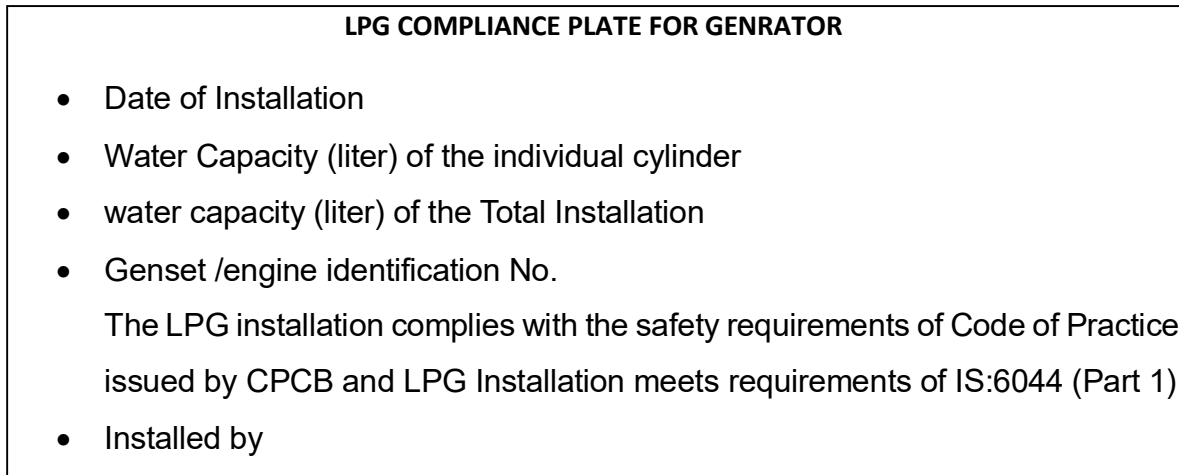 LPG COMPLIANCE PLATE FOR GENRATOR
• Date of Installation
• Water Capacity (liter) of the individual cylinder
• water capacity (liter) of the Total Installation
• Genset /engine identification No.
The LPG installation complies with the safety requirements of Code of Practice
issued by CPCB and LPG Installation meets requirements of IS:6044 (Part 1)
• Installed by